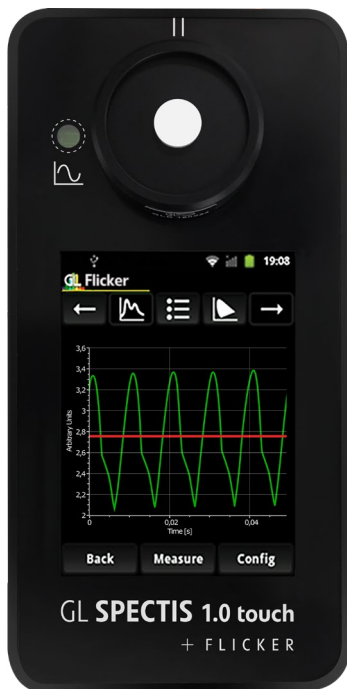 19:08
GL Flicker
3,6
3,4
3,2
3
2,8
2,6
2,4
2,2
2
Arbitrary Units
0
0,02
0,04
Time [s]
Back
Measure
Config
GL SPECTIS 1.0 touch
+ FLICKER